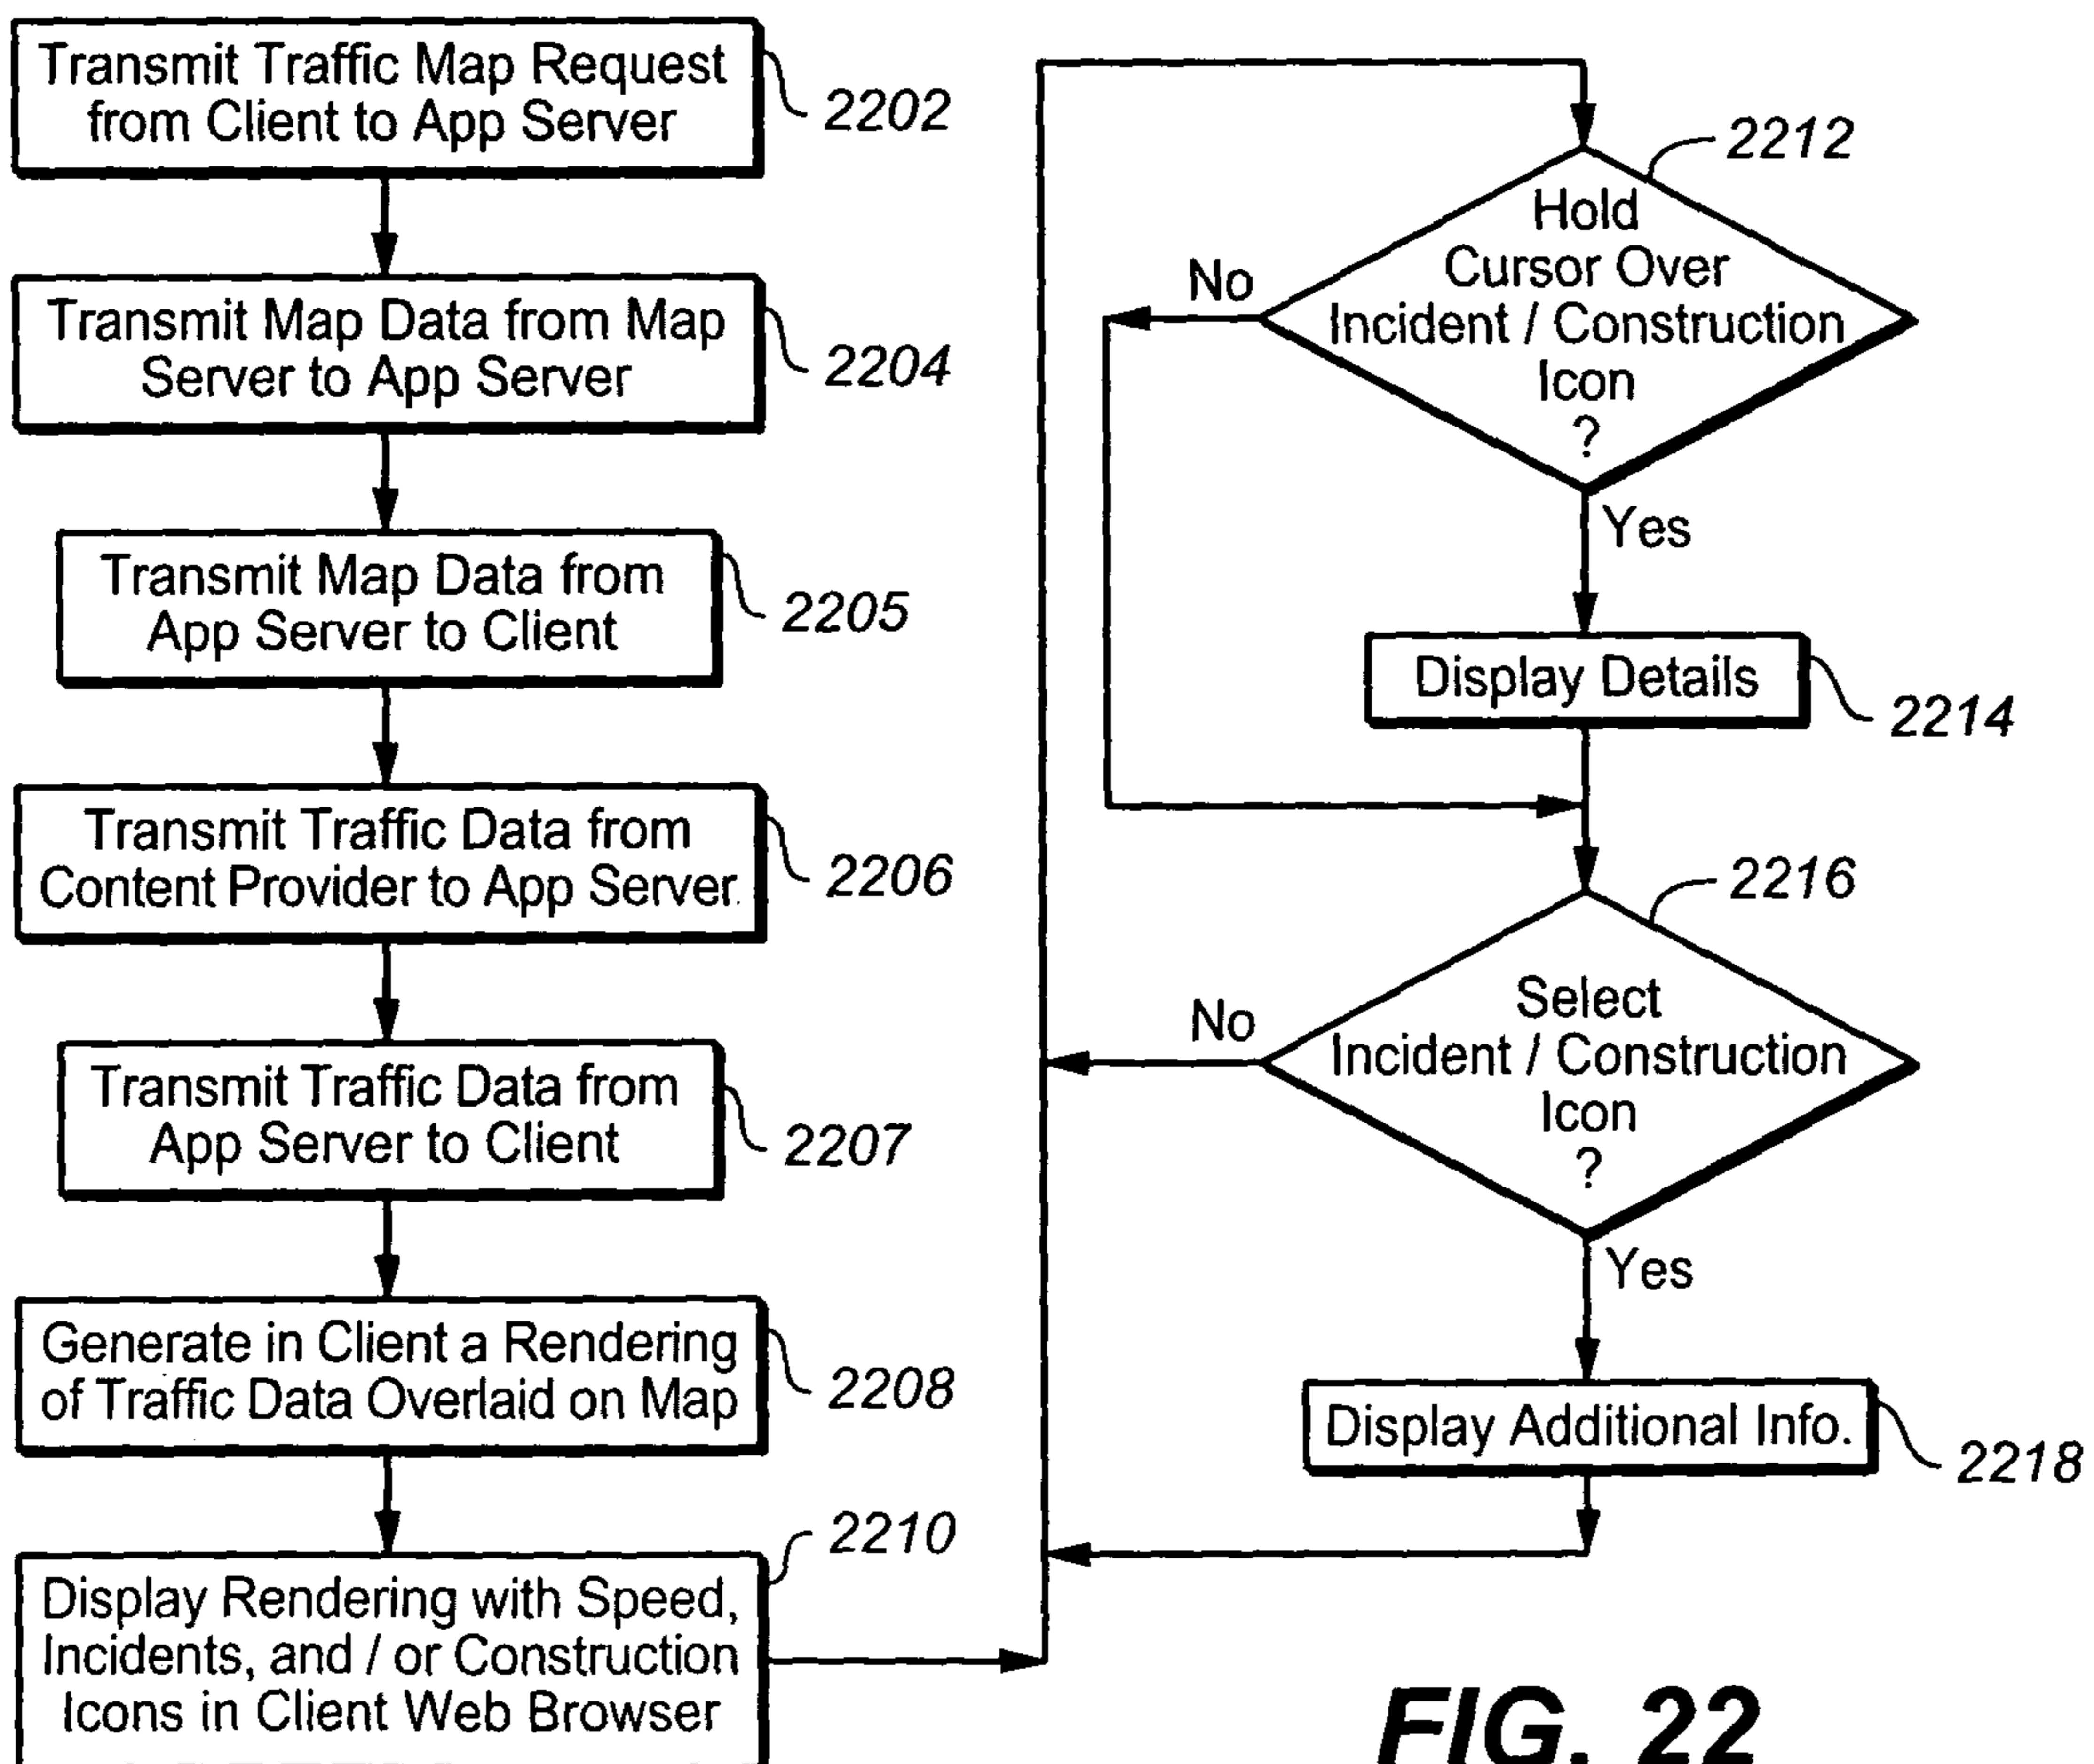 Transmit Traffic Map Request
from Client to App Server
2202
Transmit Map Data from Map
Server to App Server
2204
Transmit Map Data from
App Server to Client
2205
Transmit Traffic Data from
Content Provider to App Server
2206
Transmit Traffic Data from
App Server to Client
2207
Generate in Client a Rendering
of Traffic Data Overlaid on Map
2208
2210
Display Rendering with Speed,
Incidents, and / or Construction
Icons in Client Web Browser
2212
Hold
Cursor Over
Incident / Construction
Icon
?
No
Yes
Display Details
2214
2216
Select
Incident / Construction
Icon
?
No
Yes
Display Additional Info.
2218
FIG. 22